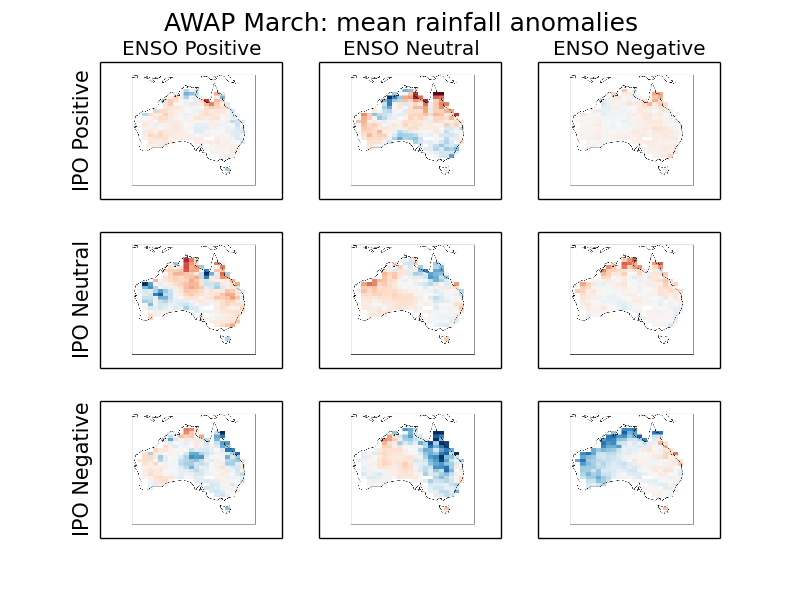 AWAP March: mean rainfall anomalies
ENSO Positive
ENSO Neutral
ENSO Negative
IPO Positive
IPO Neutral
IPO Negative